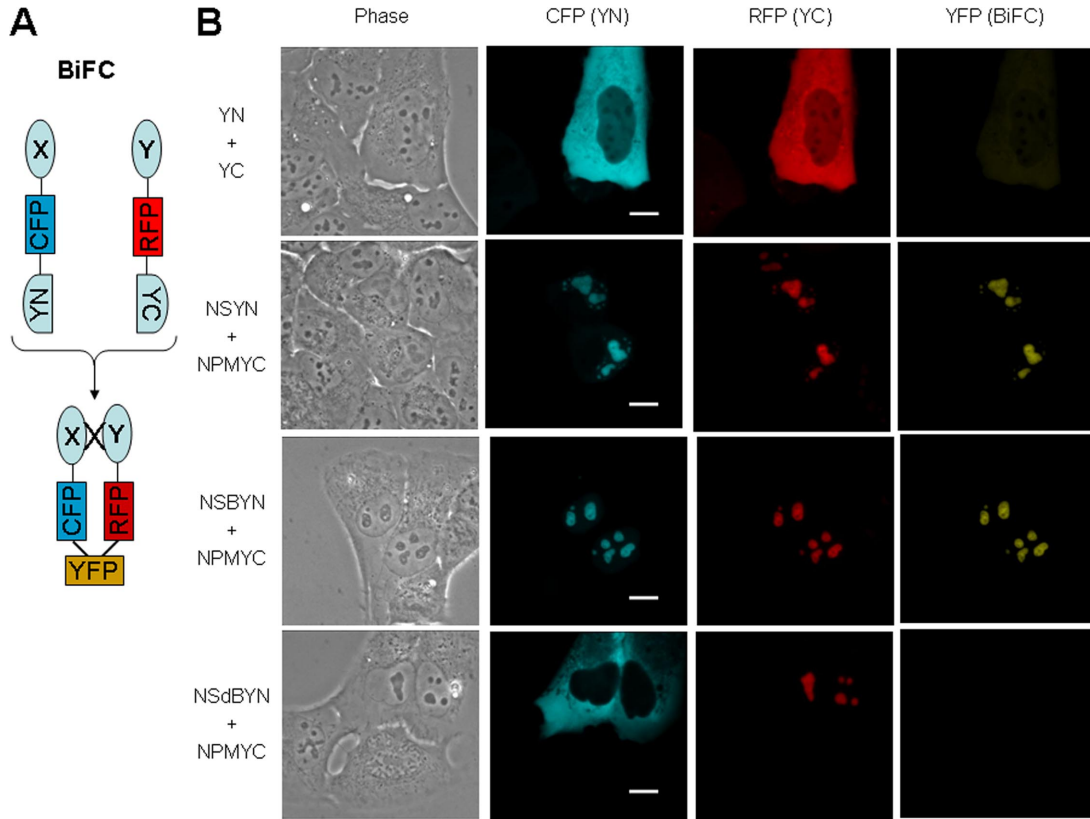 A
BiFC
X
Y
CFP
RFP
YN
YC
X
Y
CFP
RFP
YFP
B
Phase
CFP (YN)
RFP (YC)
YFP (BiFC)
YN
+
YC
NSYN
+
NPMYC
NSBYN
+
NPMYC
NSdBYN
+
NPMYC